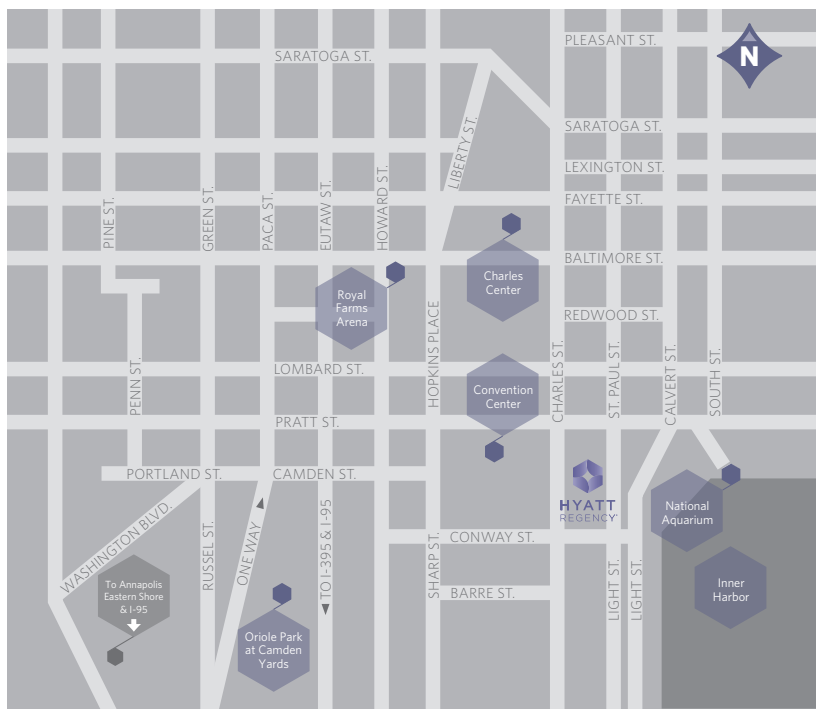 PLEASANT ST.
N
SARATOGA ST.
SARATOGA ST.
LIBERTY ST.
LEXINGTON ST.
FAYETTE ST.
PINE ST.
GREEN ST.
PACA ST.
EUTAW ST.
HOWARD ST.
BALTIMORE ST.
Charles
Center
Royal
Farms
Arena
REDWOOD ST.
HOPKINS PLACE
PENN ST.
LOMBARD ST.
CHARLES ST.
ST. PAUL ST.
CALVERT ST.
SOUTH ST.
Convention
Center
PRATT ST.
PORTLAND ST.
CAMDEN ST.
HYATT
REGENCY
National
Aquarium
WASHINGTON BLVD.
RUSSEL ST.
ONE WAY
TO I-395 & I-95
SHARP ST.
CONWAY ST.
LIGHT ST.
LIGHT ST.
To Annapolis
Eastern Shore
& I-95
BARRE ST.
Inner
Harbor
Oriole Park
at Camden
Yards